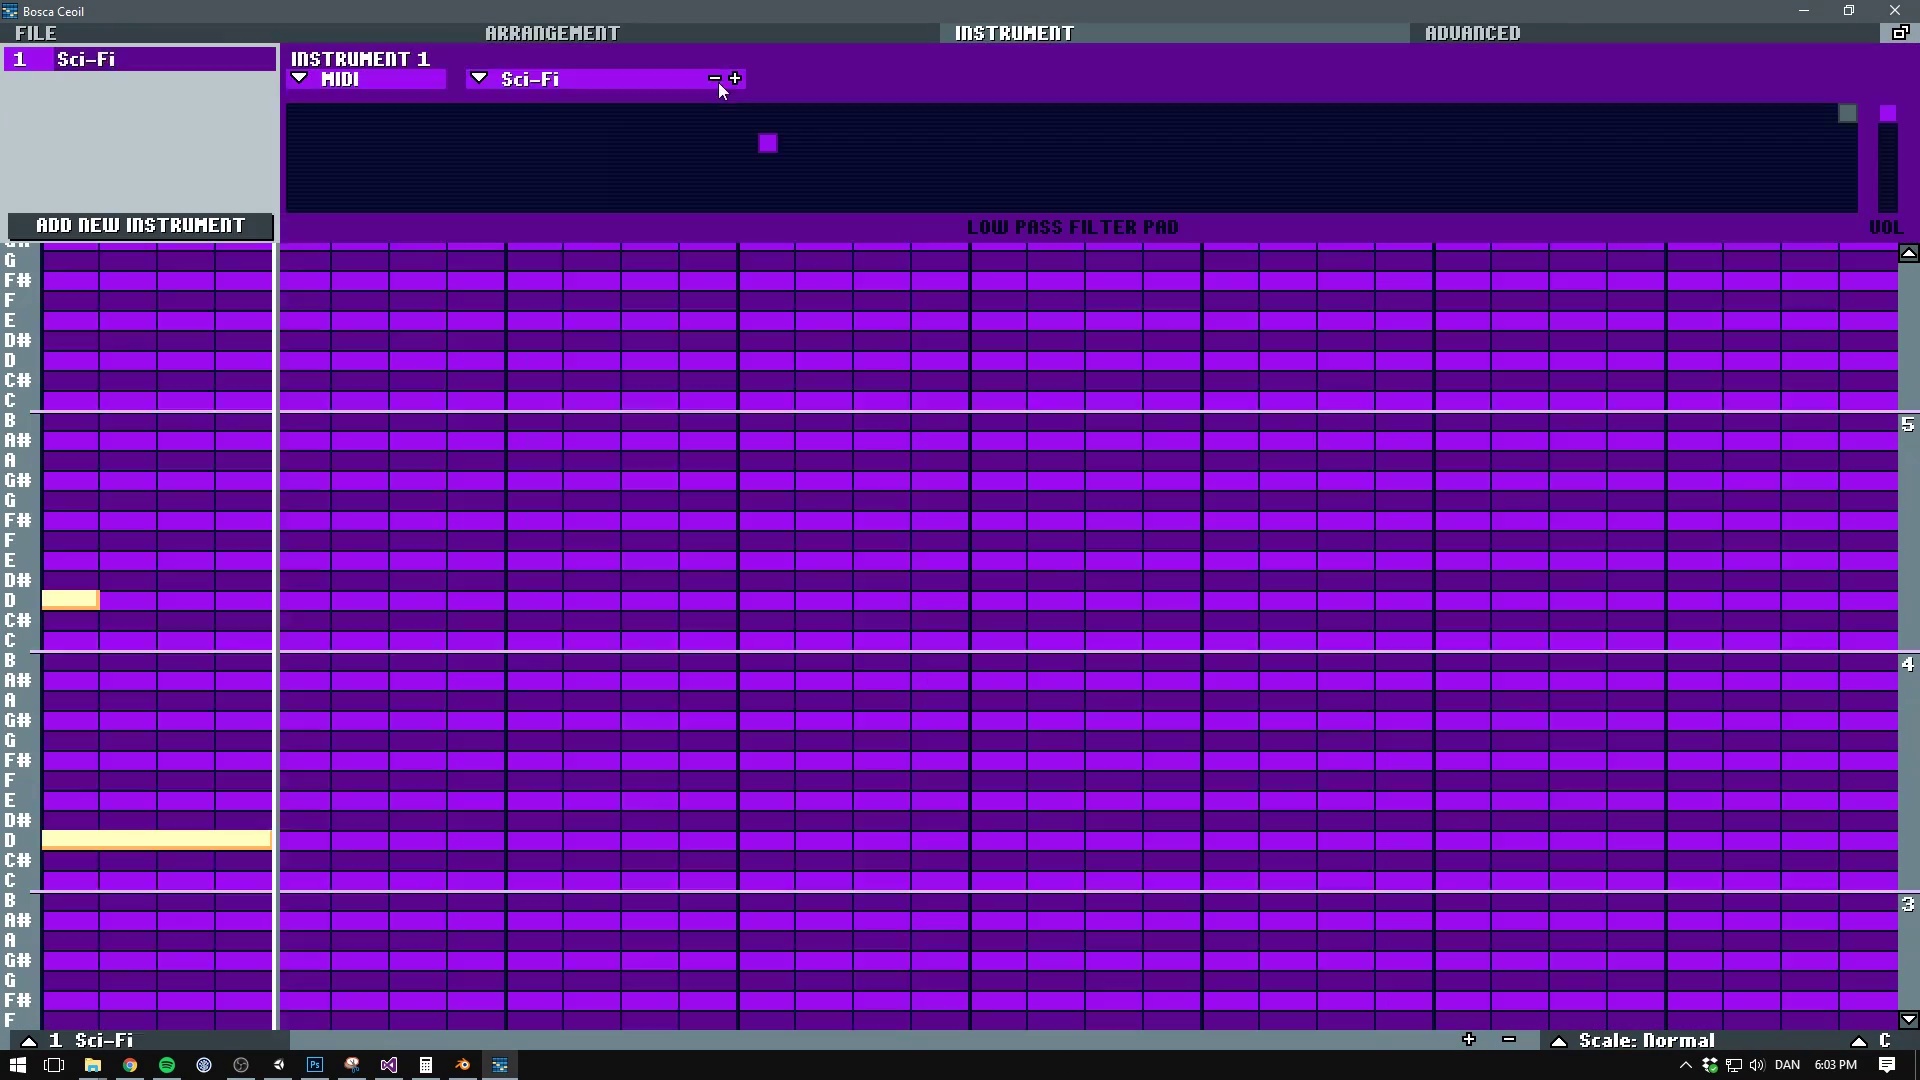 Bosca Ceoil
FILE ARRANGEMENT INSTRUMENT ADVANCED
1 Sci-Fi
INSTRUMENT 1
MIDI Sci-Fi - +
ADD NEW INSTRUMENT
LOW PASS FILTER PAD VOL
G
F#
F
E
D#
D
C#
C
B
5
A#
A
G#
G
F#
F
E
D#
D
C#
C
B
4
A#
A
G#
G
F#
F
E
D#
D
C#
C
B
3
A#
A
G#
G
F#
F
1 Sci-Fi + - Scale: Normal C
Ps DAN 6:03 PM